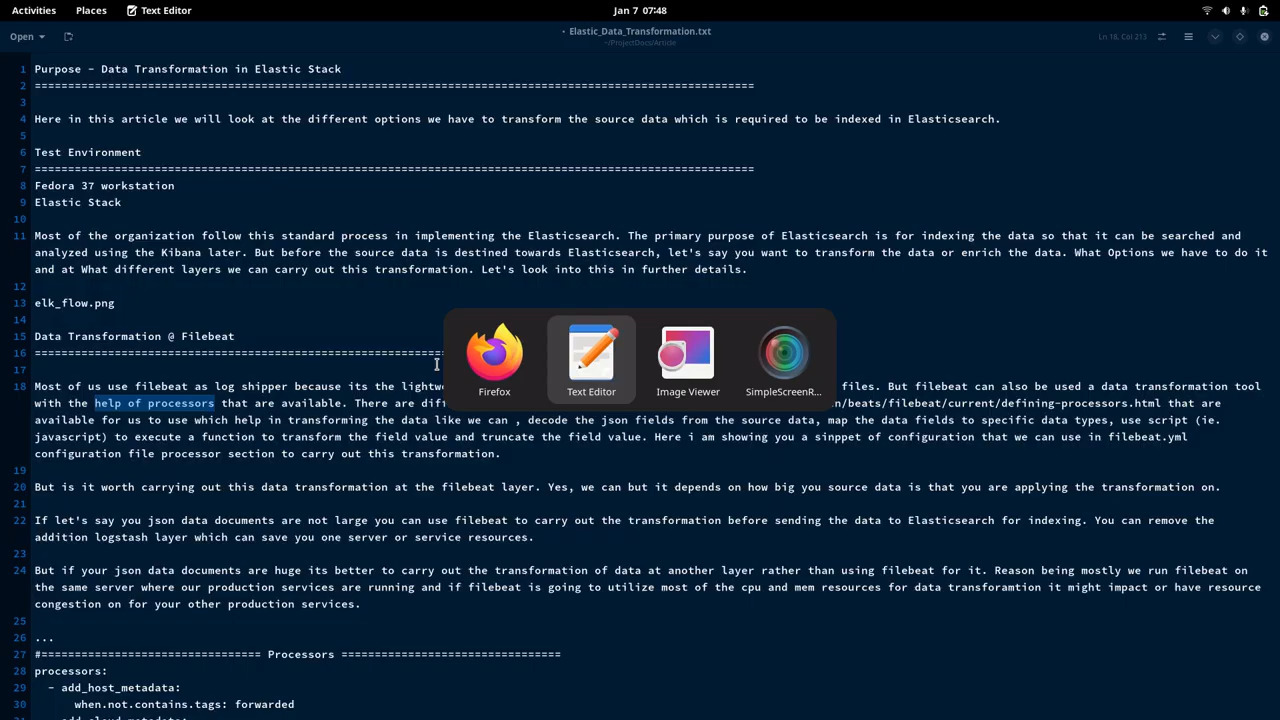 Activities Places Text Editor Jan 7 07:48
Open Elastic_Data_Transformation.txt Ln 18, Col 213
~/ProjectDocs/Article
1 Purpose - Data Transformation in Elastic Stack
2 ============================================================================================================
3
4 Here in this article we will look at the different options we have to transform the source data which is required to be indexed in Elasticsearch.
5
6 Test Environment
7 ============================================================================================================
8 Fedora 37 workstation
9 Elastic Stack
10
11 Most of the organization follow this standard process in implementing the Elasticsearch. The primary purpose of Elasticsearch is for indexing the data so that it can be searched and
analyzed using the Kibana later. But before the source data is destined towards Elasticsearch, let's say you want to transform the data or enrich the data. What Options we have to do it
and at What different layers we can carry out this transformation. Let's look into this in further details.
12
13 elk_flow.png
14
15 Data Transformation @ Filebeat
16 =============================================================
17
18 Most of us use filebeat as log shipper because its the lightw files. But filebeat can also be used a data transformation tool
with the help of processors that are available. There are diff n/beats/filebeat/current/defining-processors.html that are
available for us to use which help in transforming the data like we can , decode the json fields from the source data, map the data fields to specific data types, use script (ie.
javascript) to execute a function to transform the field value and truncate the field value. Here i am showing you a sinppet of configuration that we can use in filebeat.yml
configuration file processor section to carry out this transformation.
19
20 But is it worth carrying out this data transformation at the filebeat layer. Yes, we can but it depends on how big you source data is that you are applying the transformation on.
21
22 If let's say you json data documents are not large you can use filebeat to carry out the transformation before sending the data to Elasticsearch for indexing. You can remove the
addition logstash layer which can save you one server or service resources.
23
24 But if your json data documents are huge its better to carry out the transformation of data at another layer rather than using filebeat for it. Reason being mostly we run filebeat on
the same server where our production services are running and if filebeat is going to utilize most of the cpu and mem resources for data transforamtion it might impact or have resource
congestion on for your other production services.
25
26 ...
27 #================================= Processors =================================
28 processors:
29 - add_host_metadata:
30 when.not.contains.tags: forwarded
31 - add_cloud_metadata:
Firefox Text Editor Image Viewer SimpleScreenR...